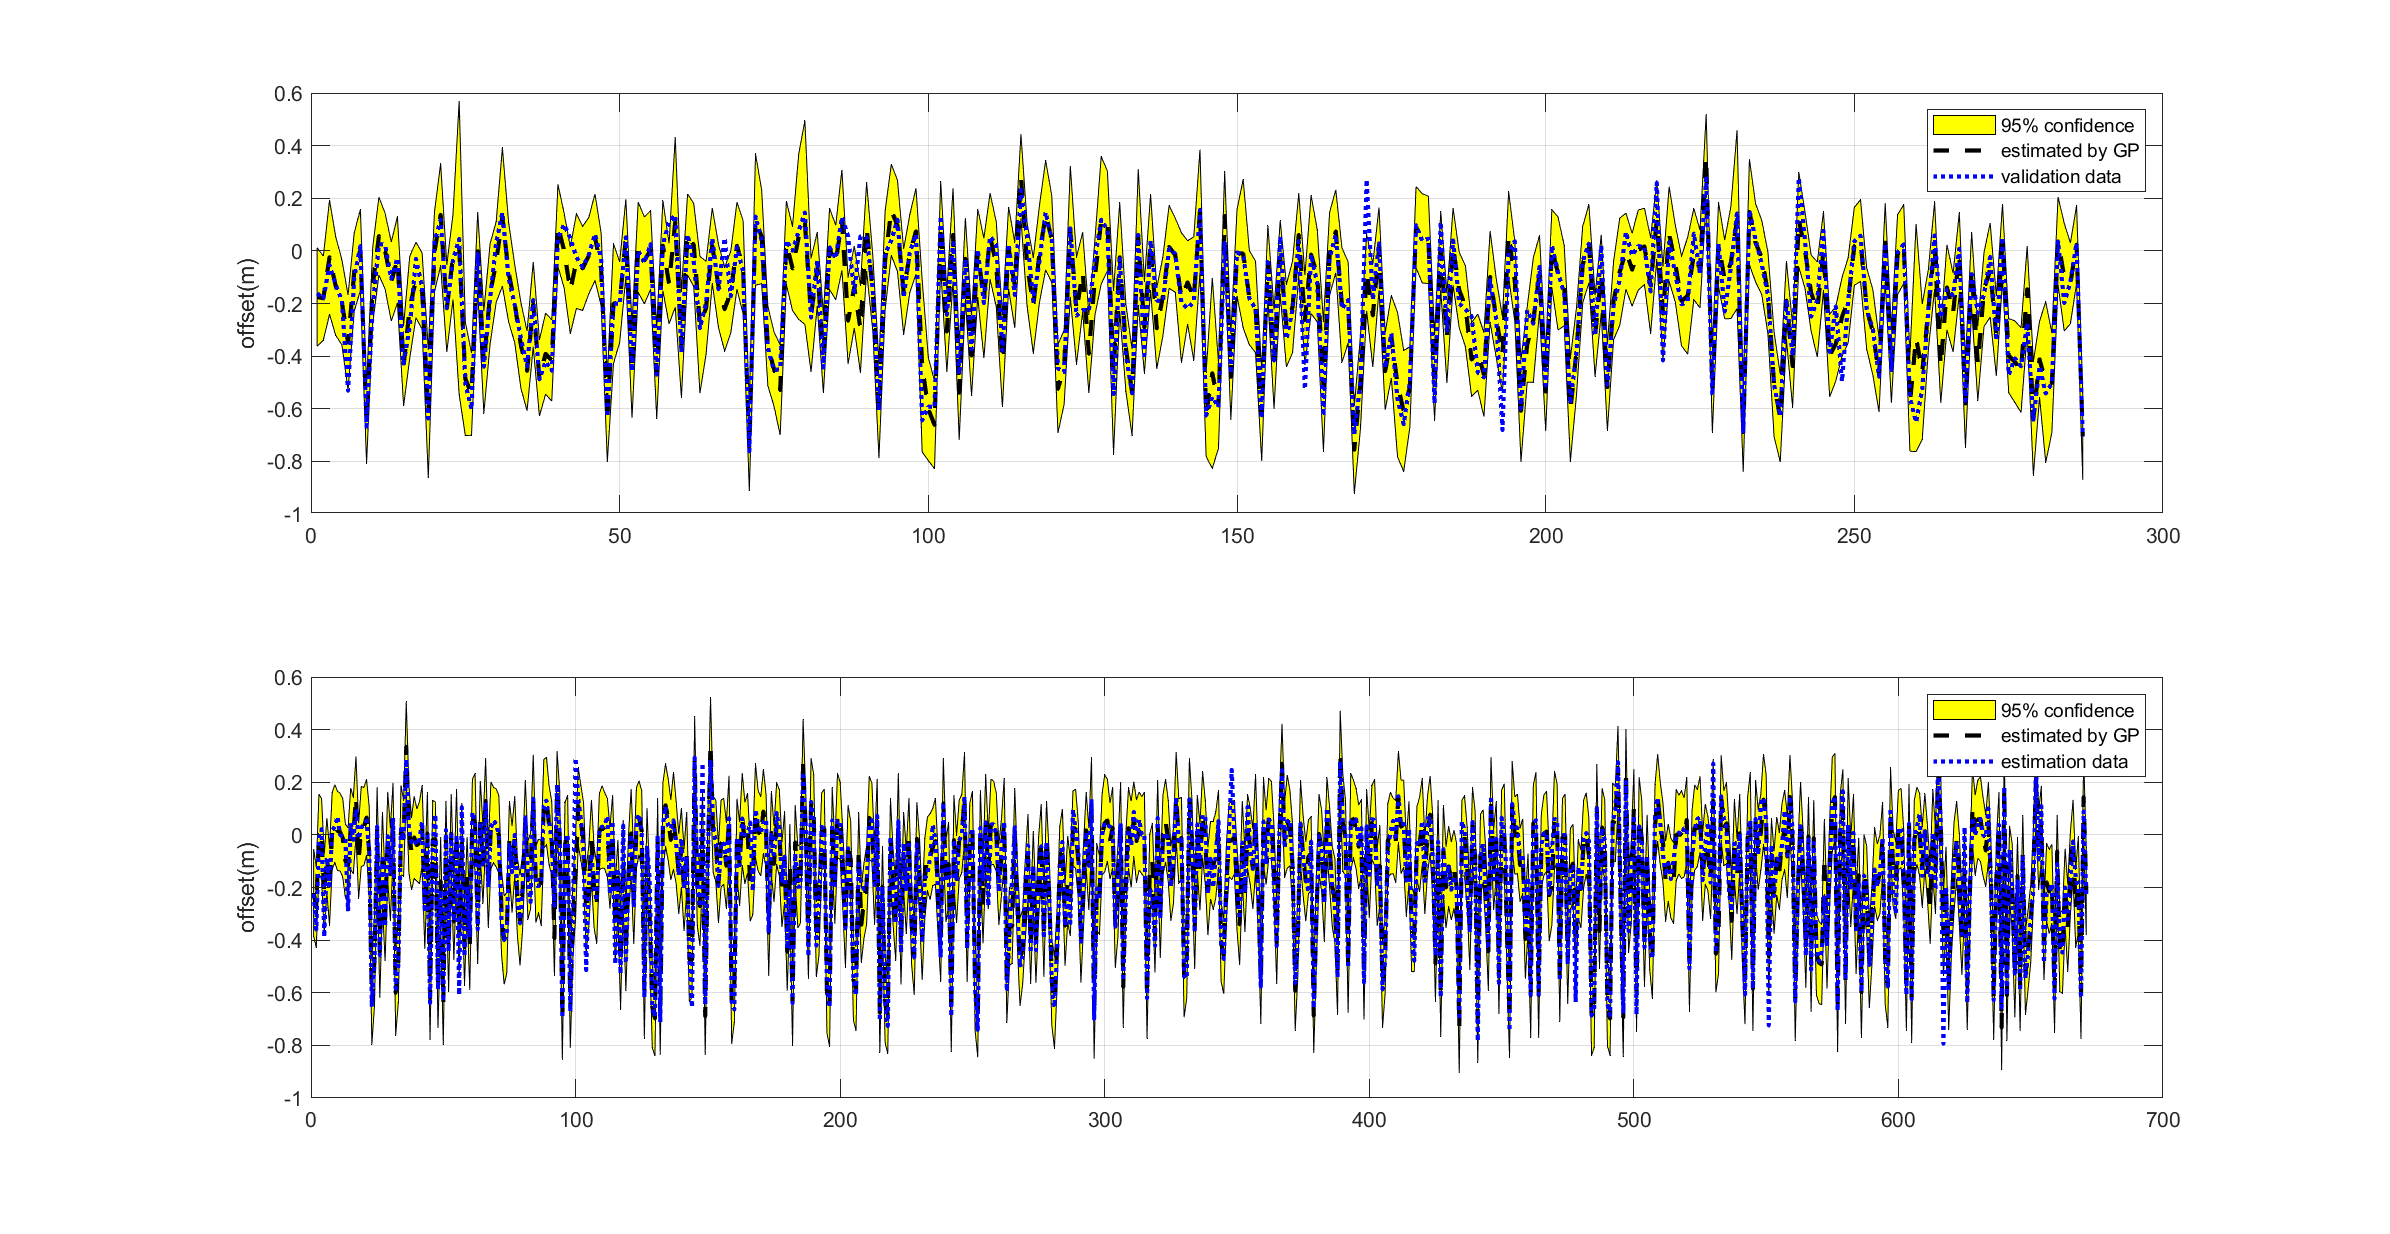 0.6
0.4
0.2
0
-0.2
-0.4
-0.6
-0.8
-1
offset(m)
95% confidence
estimated by GP
validation data
0 50 100 150 200 250 300
0.6
0.4
0.2
0
-0.2
-0.4
-0.6
-0.8
-1
offset(m)
95% confidence
estimated by GP
estimation data
0 100 200 300 400 500 600 700